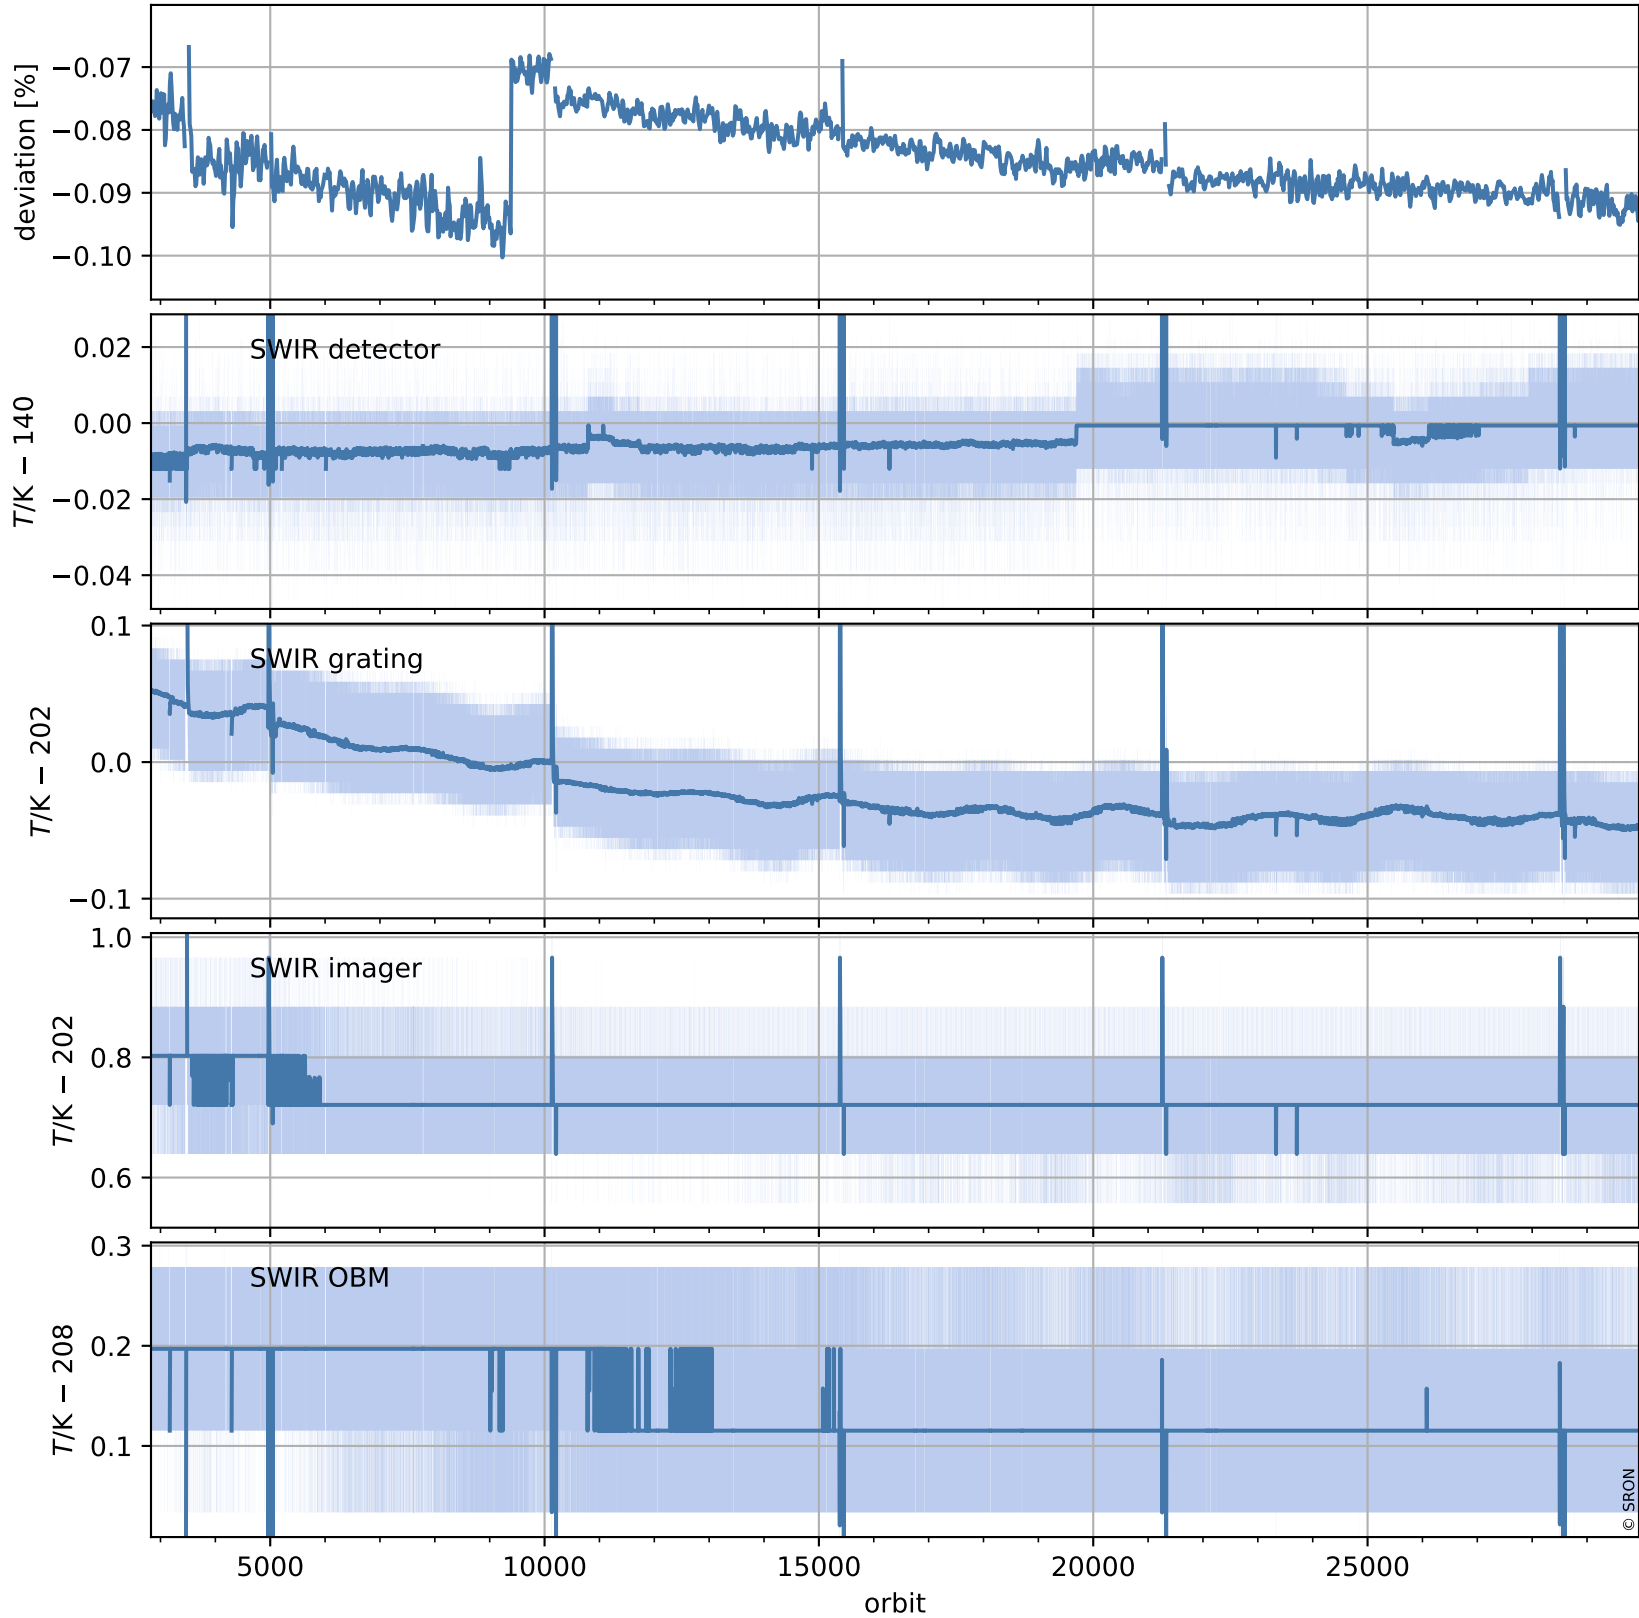 deviation [%]
−0.07
−0.08
−0.09
−0.10
SWIR detector
T/K − 140
0.02
0.00
−0.02
−0.04
SWIR grating
T/K − 202
0.1
0.0
−0.1
SWIR imager
T/K − 202
1.0
0.8
0.6
SWIR OBM
T/K − 208
0.3
0.2
0.1
© SRON
5000 10000 15000 20000 25000
orbit